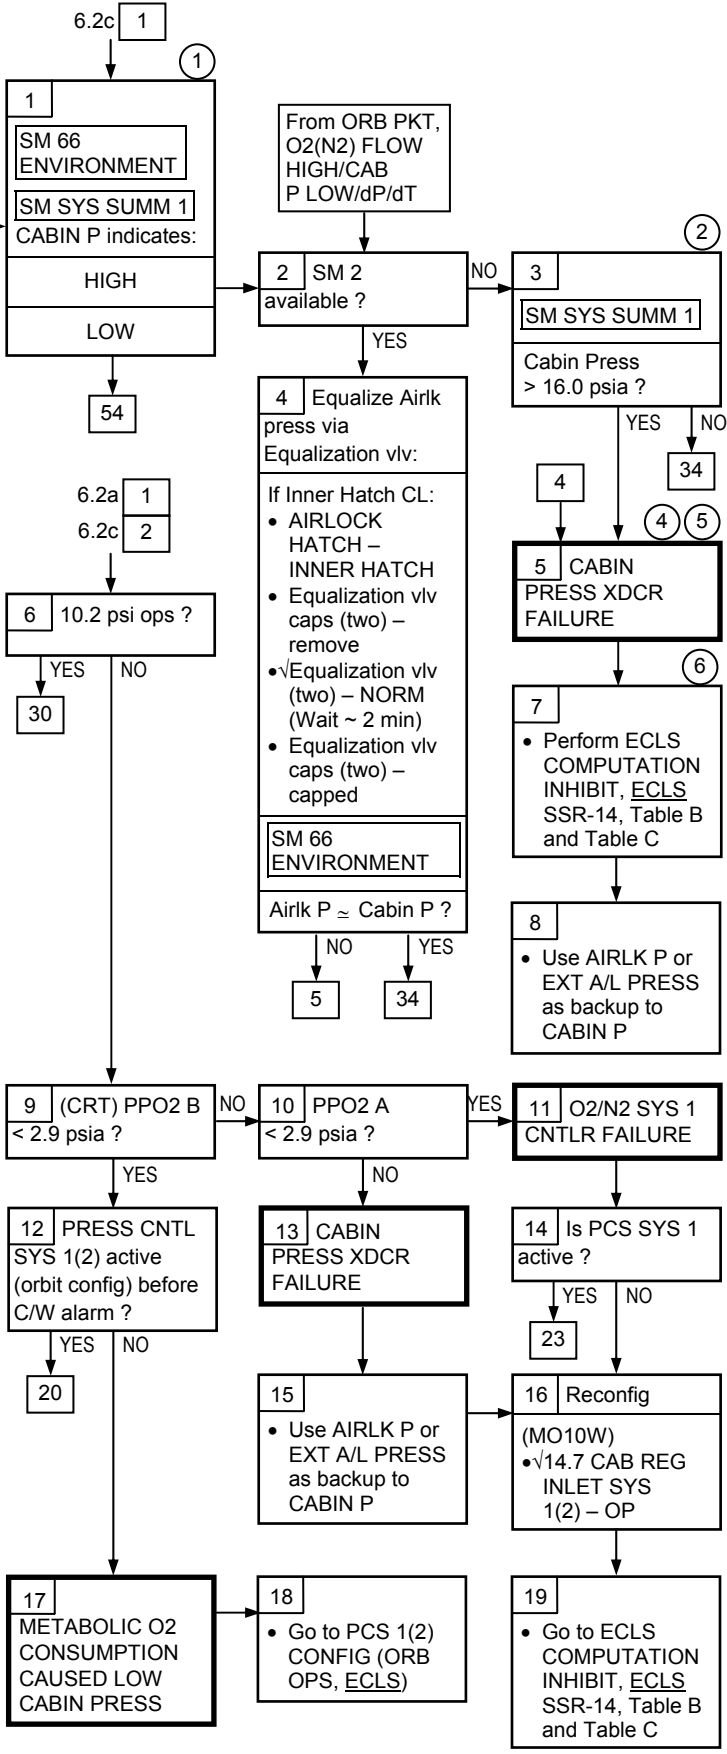 6.2c 1
1
1
SM 66
ENVIRONMENT
SM SYS SUMM 1
CABIN P indicates:
HIGH
LOW
54
From ORB PKT,
O2(N2) FLOW
HIGH/CAB
P LOW/dP/dT
2 SM 2
available ?
NO
YES
2
3
SM SYS SUMM 1
Cabin Press
> 16.0 psia ?
YES
NO
34
4 Equalize Airlk
press via
Equalization vlv:
If Inner Hatch CL:
• AIRLOCK
HATCH –
INNER HATCH
• Equalization vlv
caps (two) –
remove
•√Equalization vlv
(two) – NORM
(Wait ~ 2 min)
• Equalization vlv
caps (two) –
capped
SM 66
ENVIRONMENT
Airlk P ≃ Cabin P ?
NO
YES
5
34
4
4 5
5 CABIN
PRESS XDCR
FAILURE
6.2a 1
6.2c 2
6 10.2 psi ops ?
YES
NO
30
6
7
• Perform ECLS
COMPUTATION
INHIBIT, ECLS
SSR-14, Table B
and Table C
8
• Use AIRLK P or
EXT A/L PRESS
as backup to
CABIN P
9 (CRT) PPO2 B
< 2.9 psia ?
NO
YES
10 PPO2 A
< 2.9 psia ?
YES
NO
11 O2/N2 SYS 1
CNTLR FAILURE
12 PRESS CNTL
SYS 1(2) active
(orbit config) before
C/W alarm ?
YES
NO
20
13 CABIN
PRESS XDCR
FAILURE
14 Is PCS SYS 1
active ?
YES
NO
23
15
• Use AIRLK P or
EXT A/L PRESS
as backup to
CABIN P
16 Reconfig
(MO10W)
•√14.7 CAB REG
INLET SYS
1(2) – OP
17
METABOLIC O2
CONSUMPTION
CAUSED LOW
CABIN PRESS
18
• Go to PCS 1(2)
CONFIG (ORB
OPS, ECLS)
19
• Go to ECLS
COMPUTATION
INHIBIT, ECLS
SSR-14, Table B
and Table C